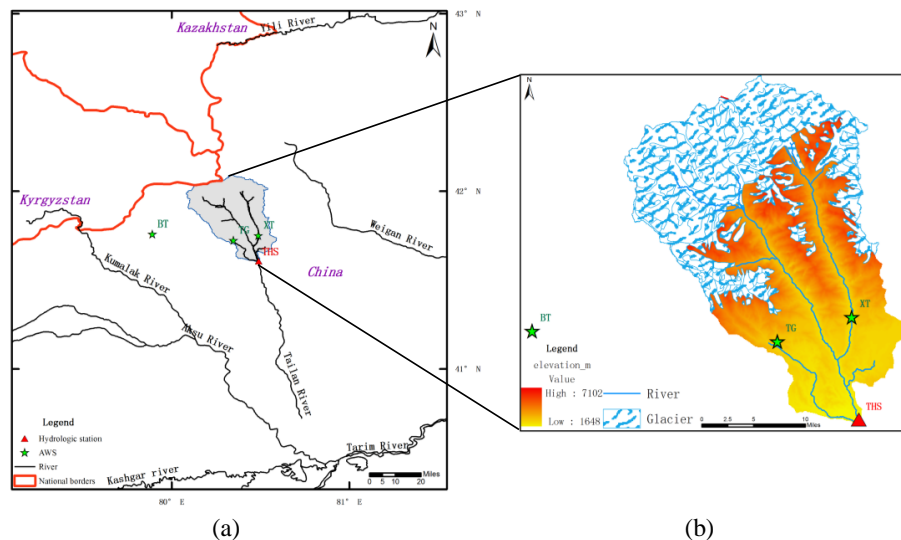 43° N
43° N
Kazakhstan
Yili River
N
42° N
42° N
Kyrgyzstan
BT
TG
XT
THS
Weigan River
China
Kumalak River
Aksu River
Tailan River
41° N
41° N
Legend
Hydrologic station
AWS
River
National borders
Tarim River
Kashgar river
0 5 10 20 Miles
80° E
81° E
(a)
N
BT
XT
TG
THS
Legend
elevation_m
Value
High : 7102
Low : 1648
River
Glacier
0 2.5 5 10 Miles
(b)